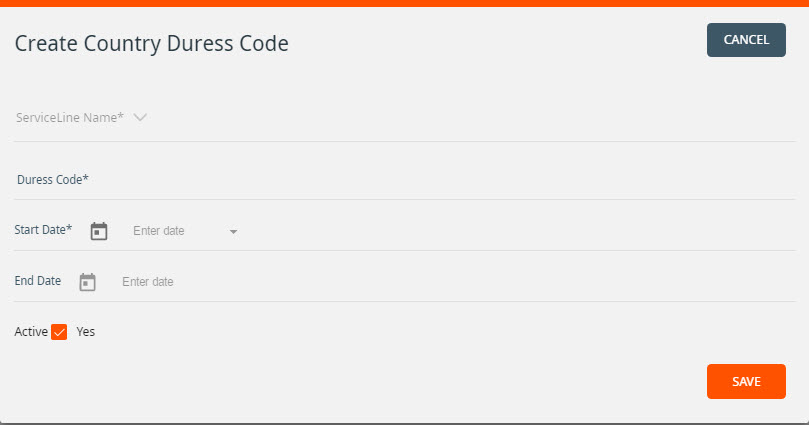 Create Country Duress Code
CANCEL
ServiceLine Name*
Duress Code*
Start Date* Enter date
End Date Enter date
Active Yes
SAVE